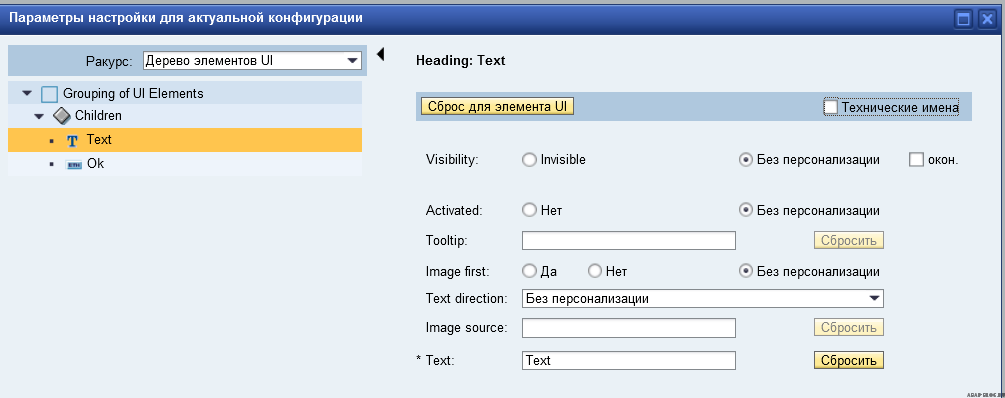 Параметры настройки для актуальной конфигурации
Ракурс: Дерево элементов UI
Grouping of UI Elements
Children
Text
Ok
Heading: Text
Сброс для элемента UI Технические имена
Visibility: Invisible Без персонализации окон.
Activated: Нет Без персонализации
Tooltip: Сбросить
Image first: Да Нет Без персонализации
Text direction: Без персонализации
Image source: Сбросить
* Text: Text Сбросить